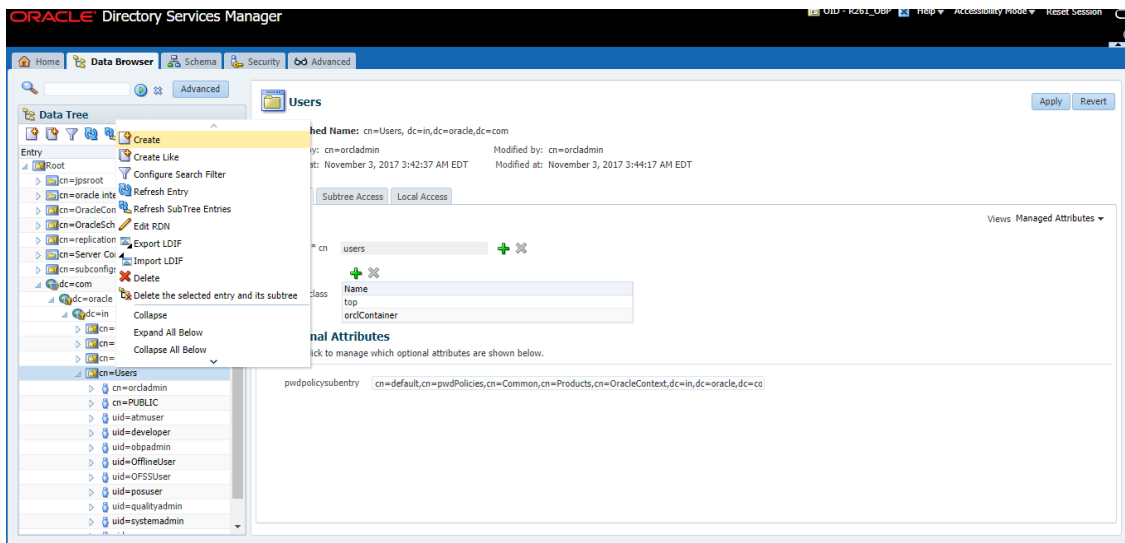 ORACLE Directory Services Manager
OID - R261_OBP Help Accessibility Mode Reset Session
Home Data Browser Schema Security Advanced
Advanced
Data Tree
Entry
Root
cn=jpsroot
cn=oracle inte
cn=OracleCon
cn=OracleSch
cn=replication
cn=Server Co
cn=subconfigs
dc=com
dc=oracle
dc=in
cn=
cn=
cn=
cn=Users
cn=orcladmin
cn=PUBLIC
uid=atmuser
uid=developer
uid=obpadmin
uid=OfflineUser
uid=OFSSUser
uid=posuser
uid=qualityadmin
uid=systemadmin
Create
Create Like
Configure Search Filter
Refresh Entry
Refresh SubTree Entries
Edit RDN
Export LDIF
Import LDIF
Delete
Delete the selected entry and its subtree
Collapse
Expand All Below
Collapse All Below
Users
Apply Revert
hed Name: cn=Users, dc=in,dc=oracle,dc=com
by: cn=orcladmin Modified by: cn=orcladmin
at: November 3, 2017 3:42:37 AM EDT Modified at: November 3, 2017 3:44:17 AM EDT
Subtree Access Local Access
Views Managed Attributes
* cn users
class
Name
top
orclContainer
nal Attributes
ick to manage which optional attributes are shown below.
pwdpolicysubentry cn=default,cn=pwdPolicies,cn=Common,cn=Products,cn=OracleContext,dc=in,dc=oracle,dc=co